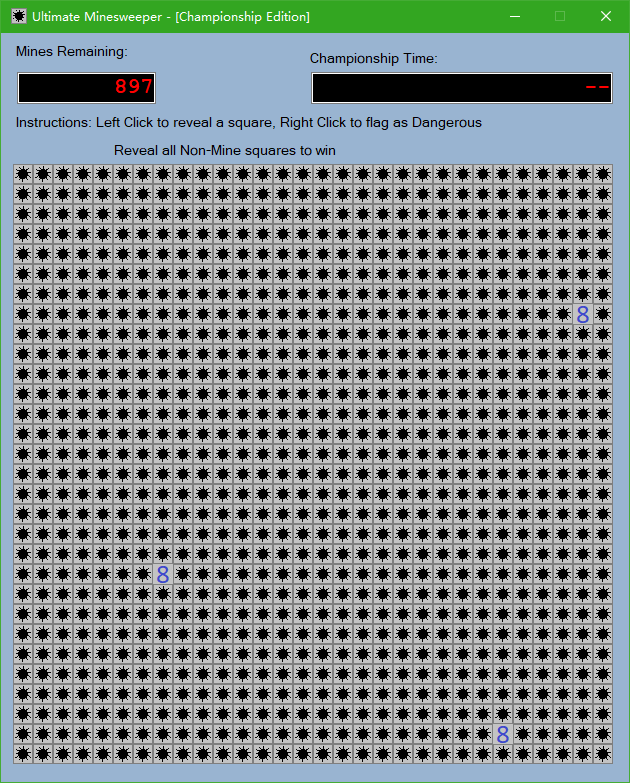 Ultimate Minesweeper - [Championship Edition]
Mines Remaining:
Championship Time:
897
--
Instructions: Left Click to reveal a square, Right Click to flag as Dangerous
Reveal all Non-Mine squares to win
8
8
8